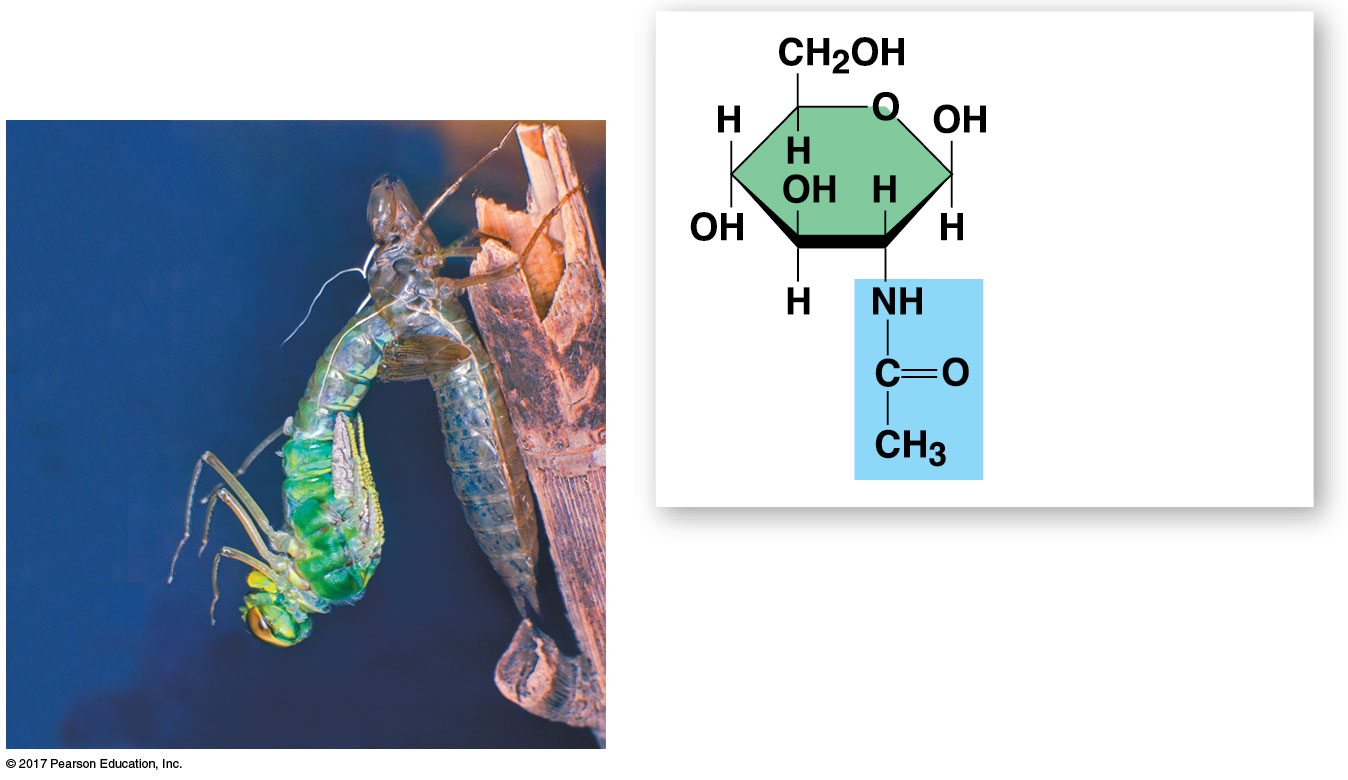 CH2OH
O
H
OH
H
OH
H
OH
H
H
NH
C=O
CH3
© 2017 Pearson Education, Inc.